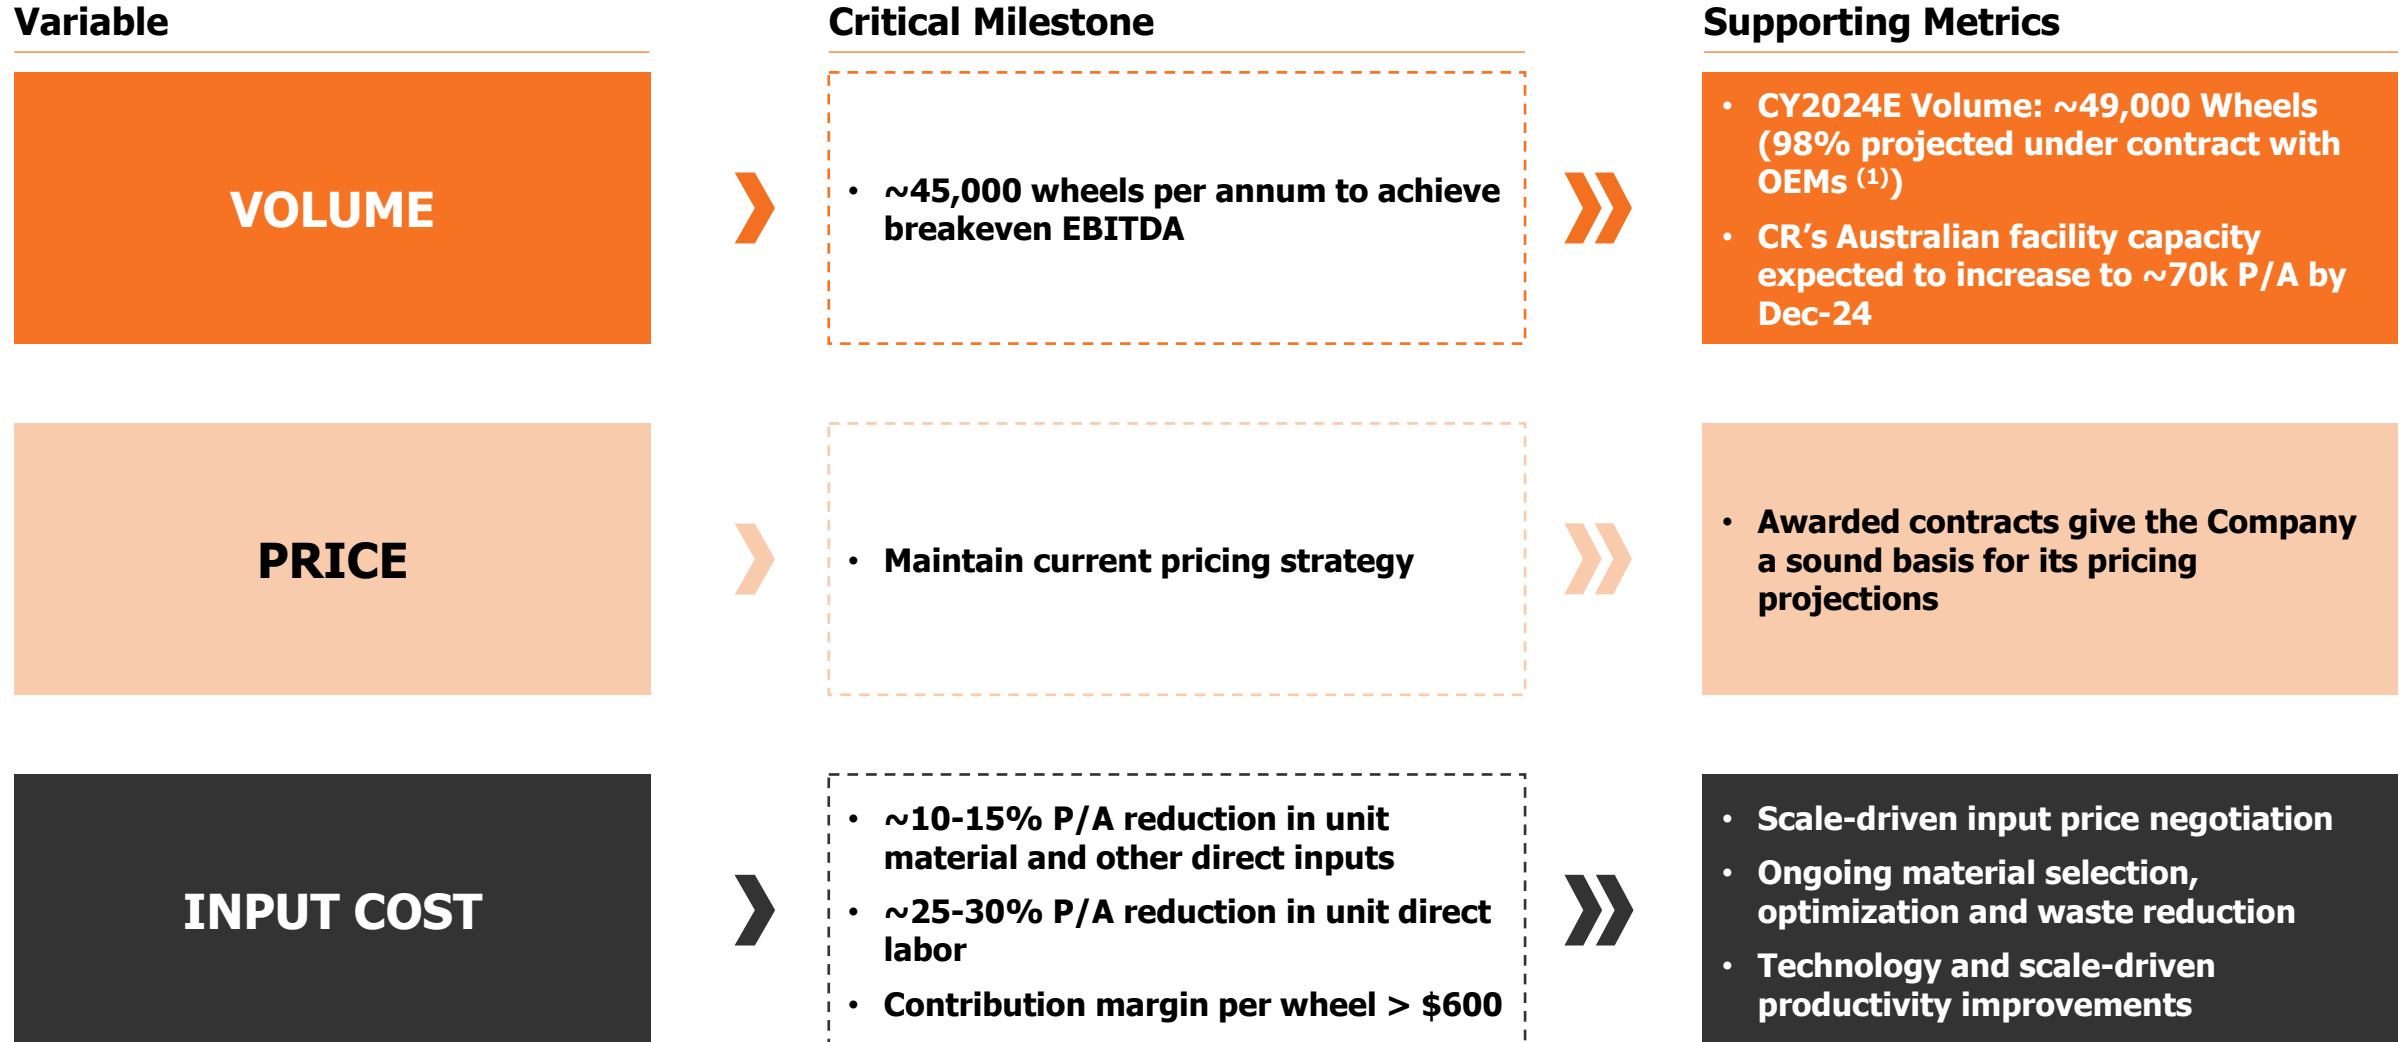 Variable
Critical Milestone
Supporting Metrics
VOLUME
• ~45,000 wheels per annum to achieve
breakeven EBITDA
• CY2024E Volume: ~49,000 Wheels
(98% projected under contract with
OEMs (1))
• CR’s Australian facility capacity
expected to increase to ~70k P/A by
Dec-24
PRICE
• Maintain current pricing strategy
• Awarded contracts give the Company
a sound basis for its pricing
projections
INPUT COST
• ~10-15% P/A reduction in unit
material and other direct inputs
• ~25-30% P/A reduction in unit direct
labor
• Contribution margin per wheel > $600
• Scale-driven input price negotiation
• Ongoing material selection,
optimization and waste reduction
• Technology and scale-driven
productivity improvements